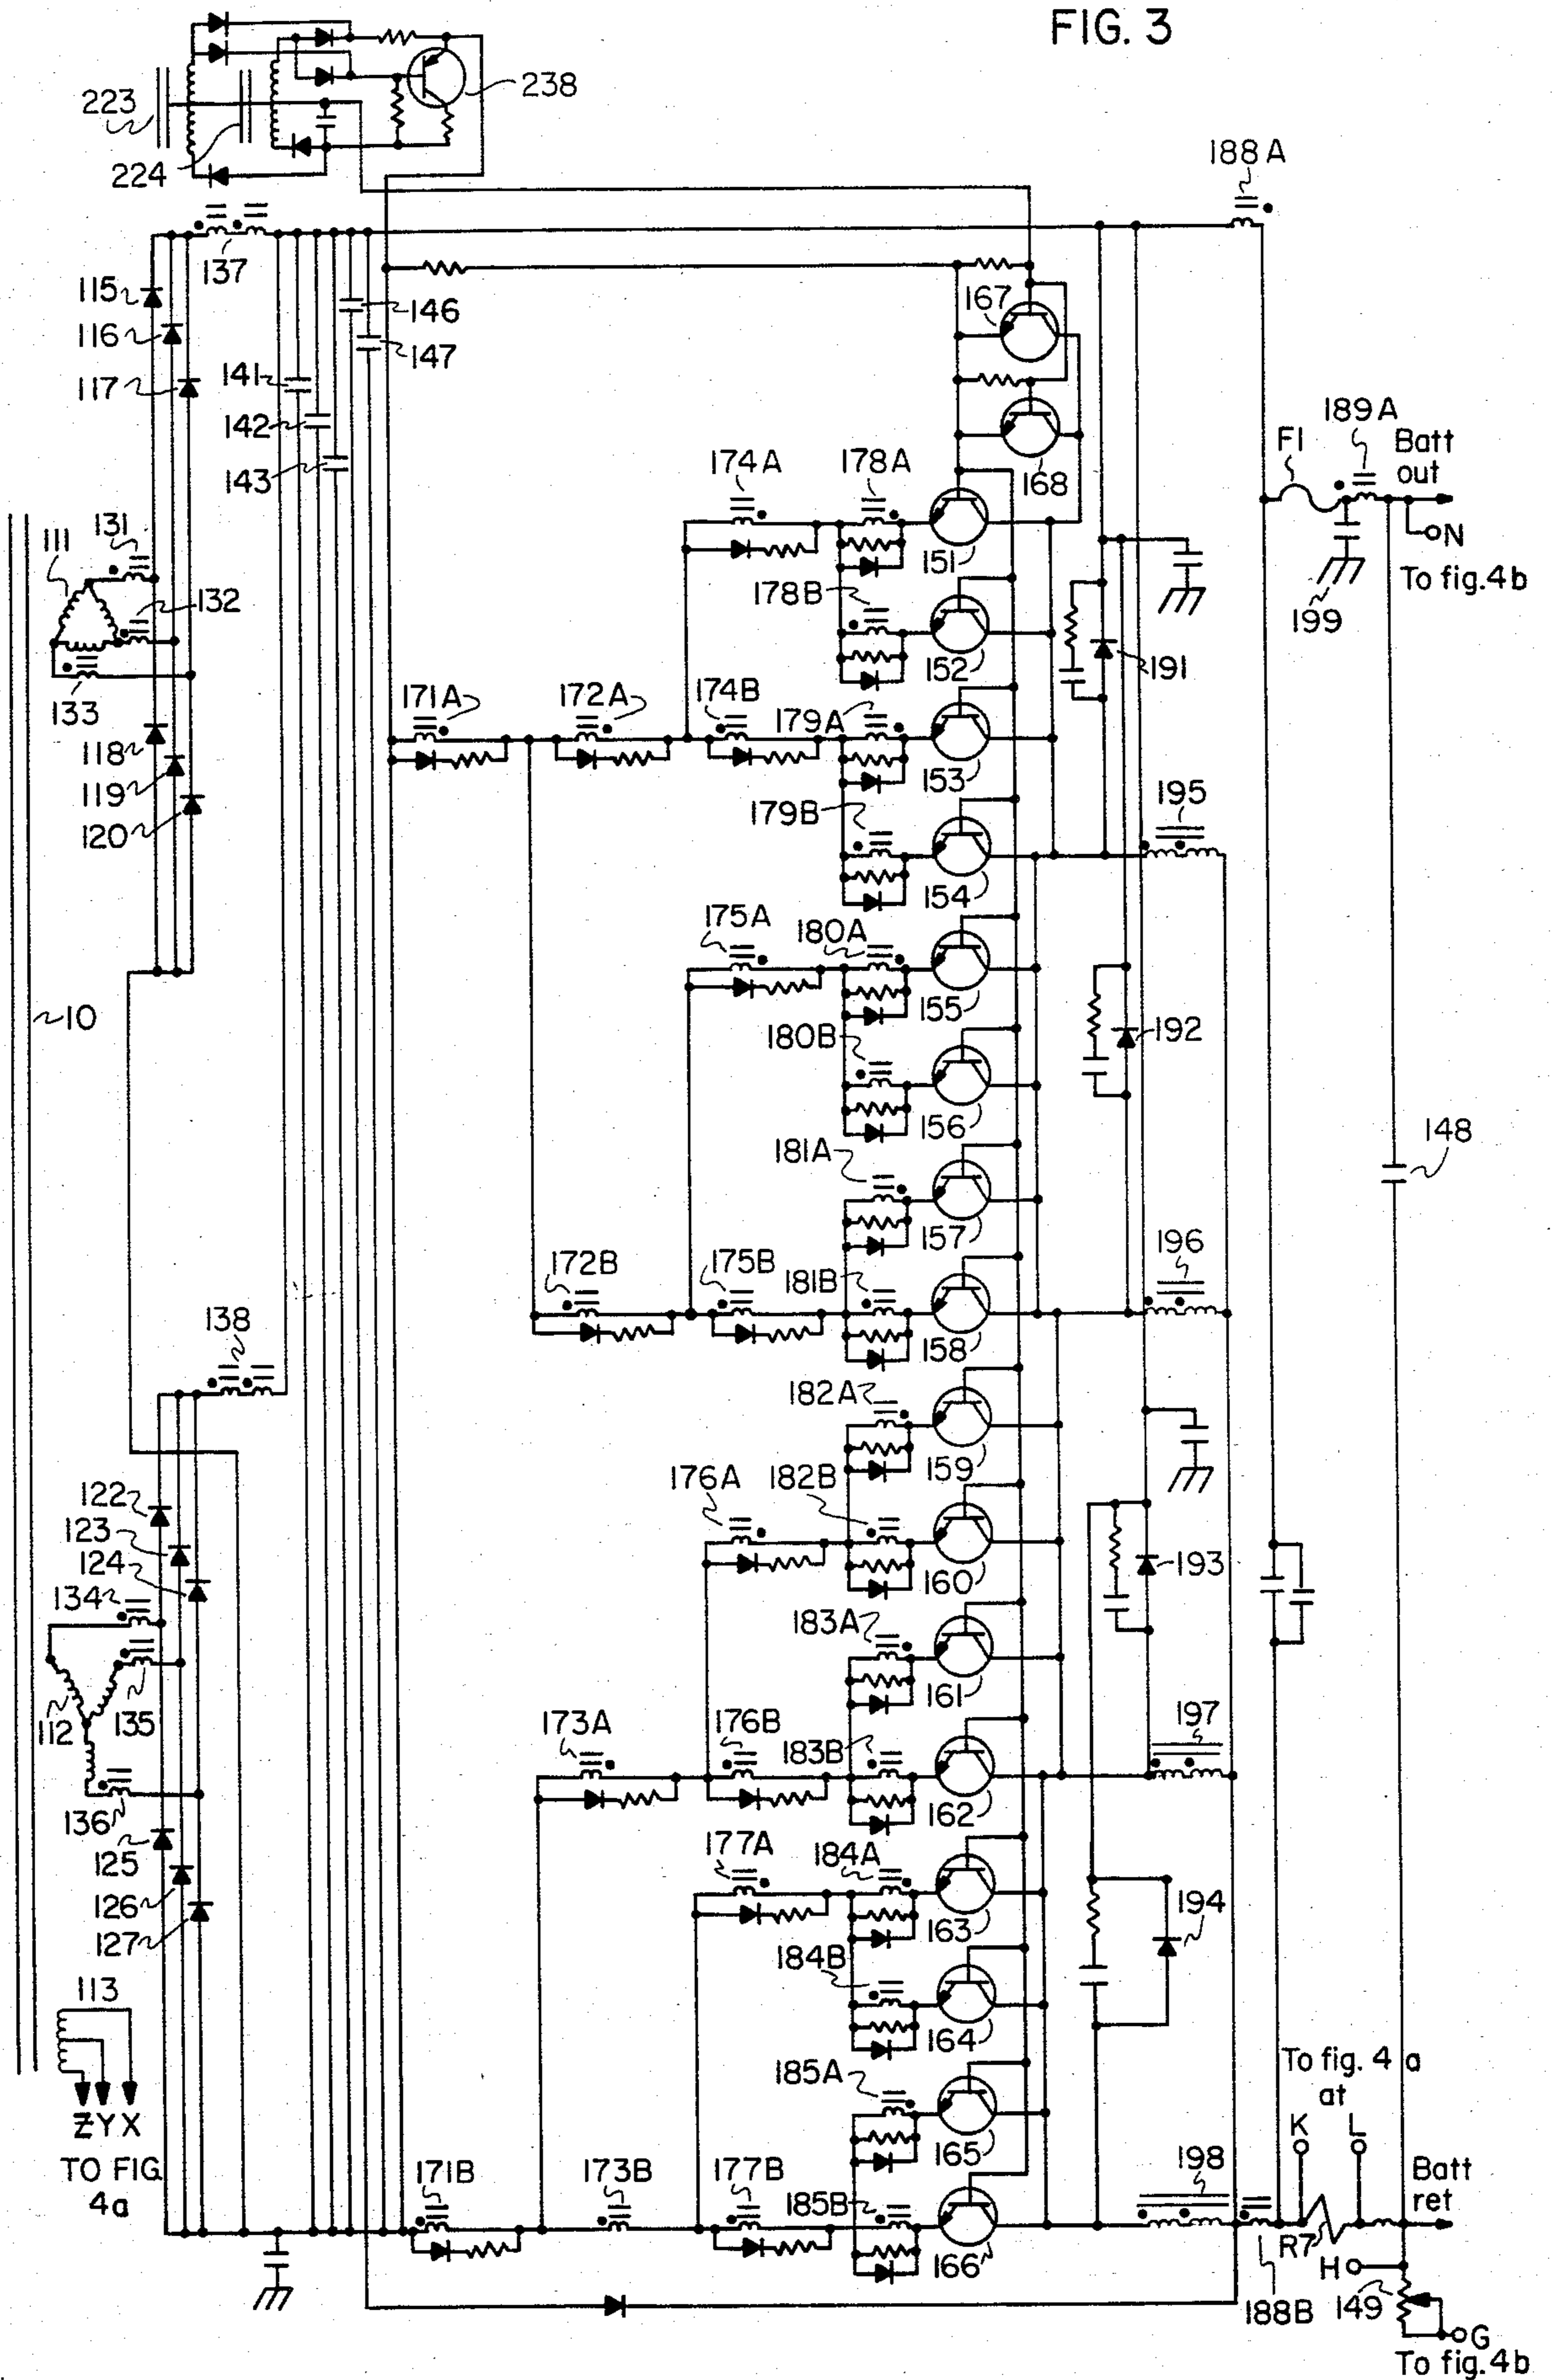 FIG. 3
238
223
224
188A
137
115
146
167
116
147
117
141
142
189A
Batt
out
F1
143
174A
178A
168
N
To fig.4b
131
111
132
151
178B
199
152
191
133
171A
172A
174B
179A
118
153
119
195
179B
120
154
175A
180A
10
155
192
180B
156
148
181A
157
196
172B
175B
181B
138
158
182A
159
122
176A
182B
123
124
193
160
134
183A
112
135
161
197
173A
176B
183B
136
162
125
177A
184A
126
194
163
127
184B
113
164
To fig. 4a
at
185A
Z Y X
K
L
165
TO FIG.
4a
198
Batt
ret
171B
173B
177B
185B
R7
166
H
188B
149
G
To fig.4b